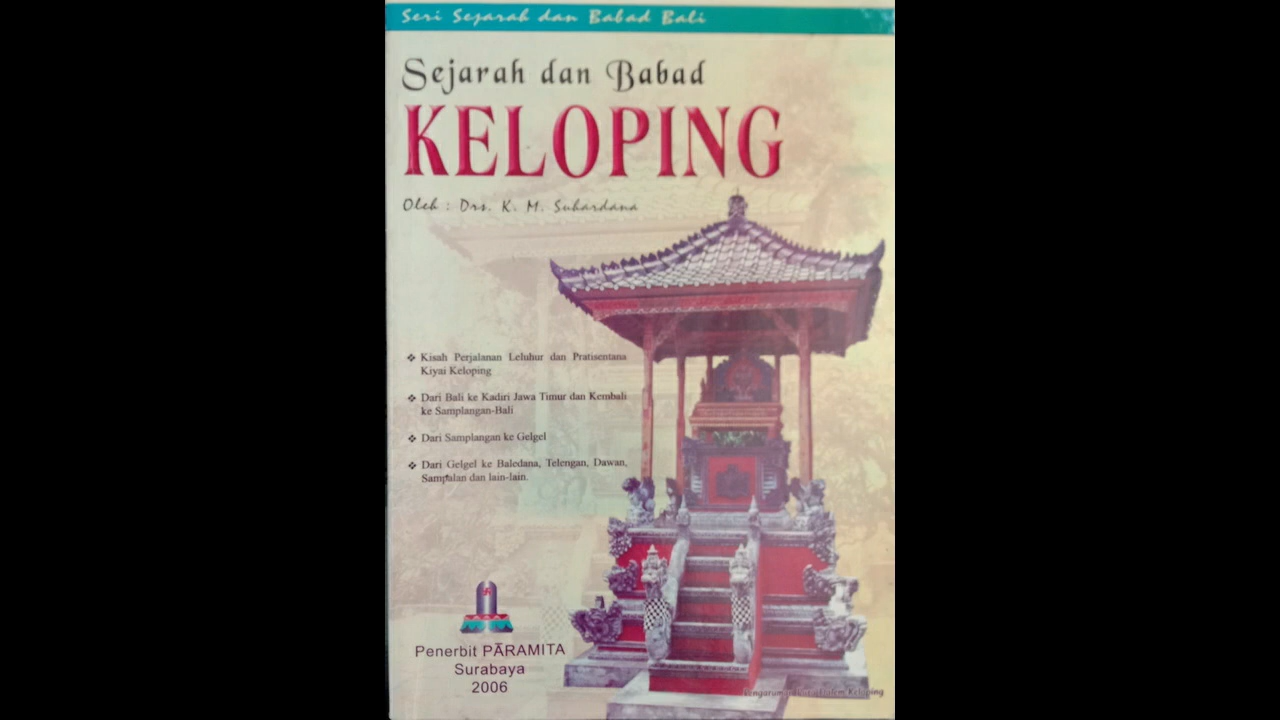 Seri Sejarah dan Babad Bali
Sejarah dan Babad
KELOPING
Oleh : Drs. K. M. Suhardana
❖ Kisah Perjalanan Leluhur dan Pratisentana
Kiyai Keloping
❖ Dari Bali ke Kadiri Jawa Timur dan Kembali
ke Samplangan-Bali
❖ Dari Samplangan ke Gelgel
❖ Dari Gelgel ke Baledana, Telengan, Dawan,
Sampalan dan lain-lain.
Penerbit PĀRAMITA
Surabaya
2006
Dalem Keloping